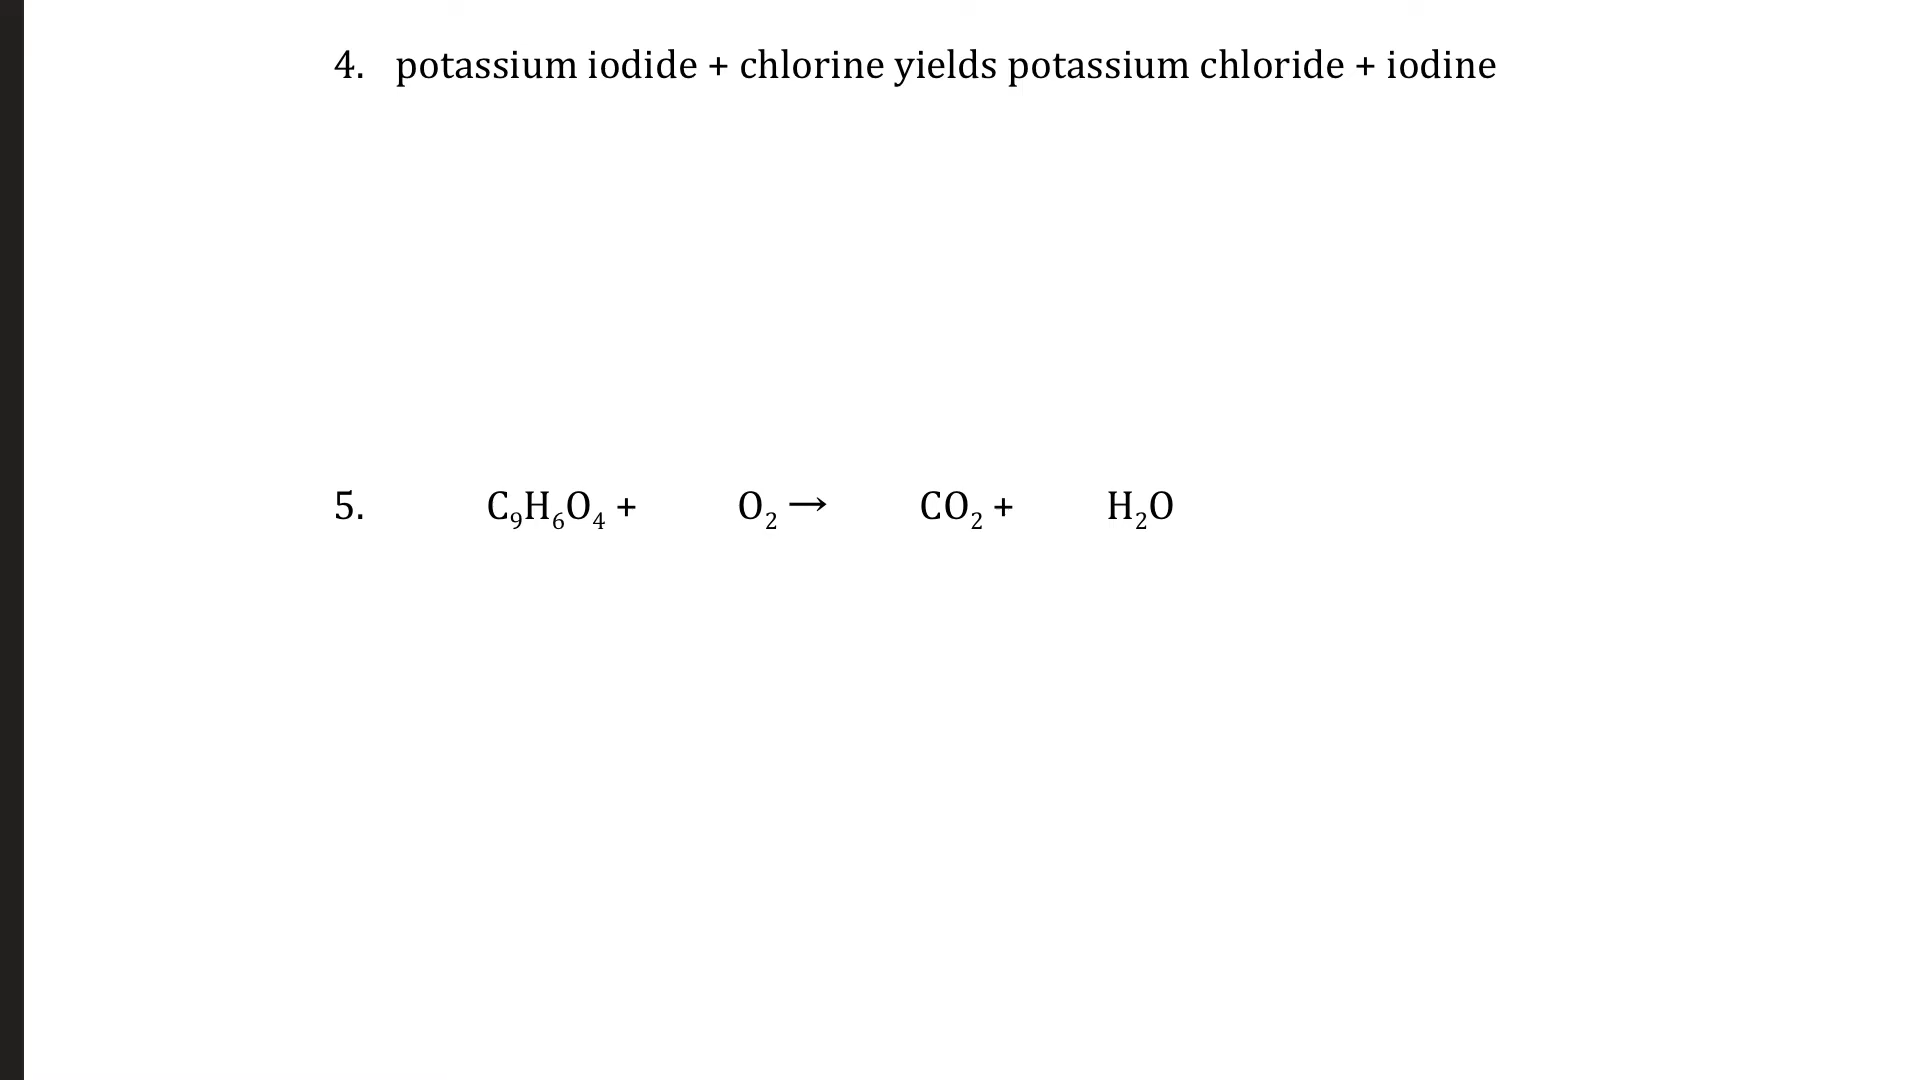 4. potassium iodide + chlorine yields potassium chloride + iodine
5. C₉H₆O₄ + O₂ → CO₂ + H₂O